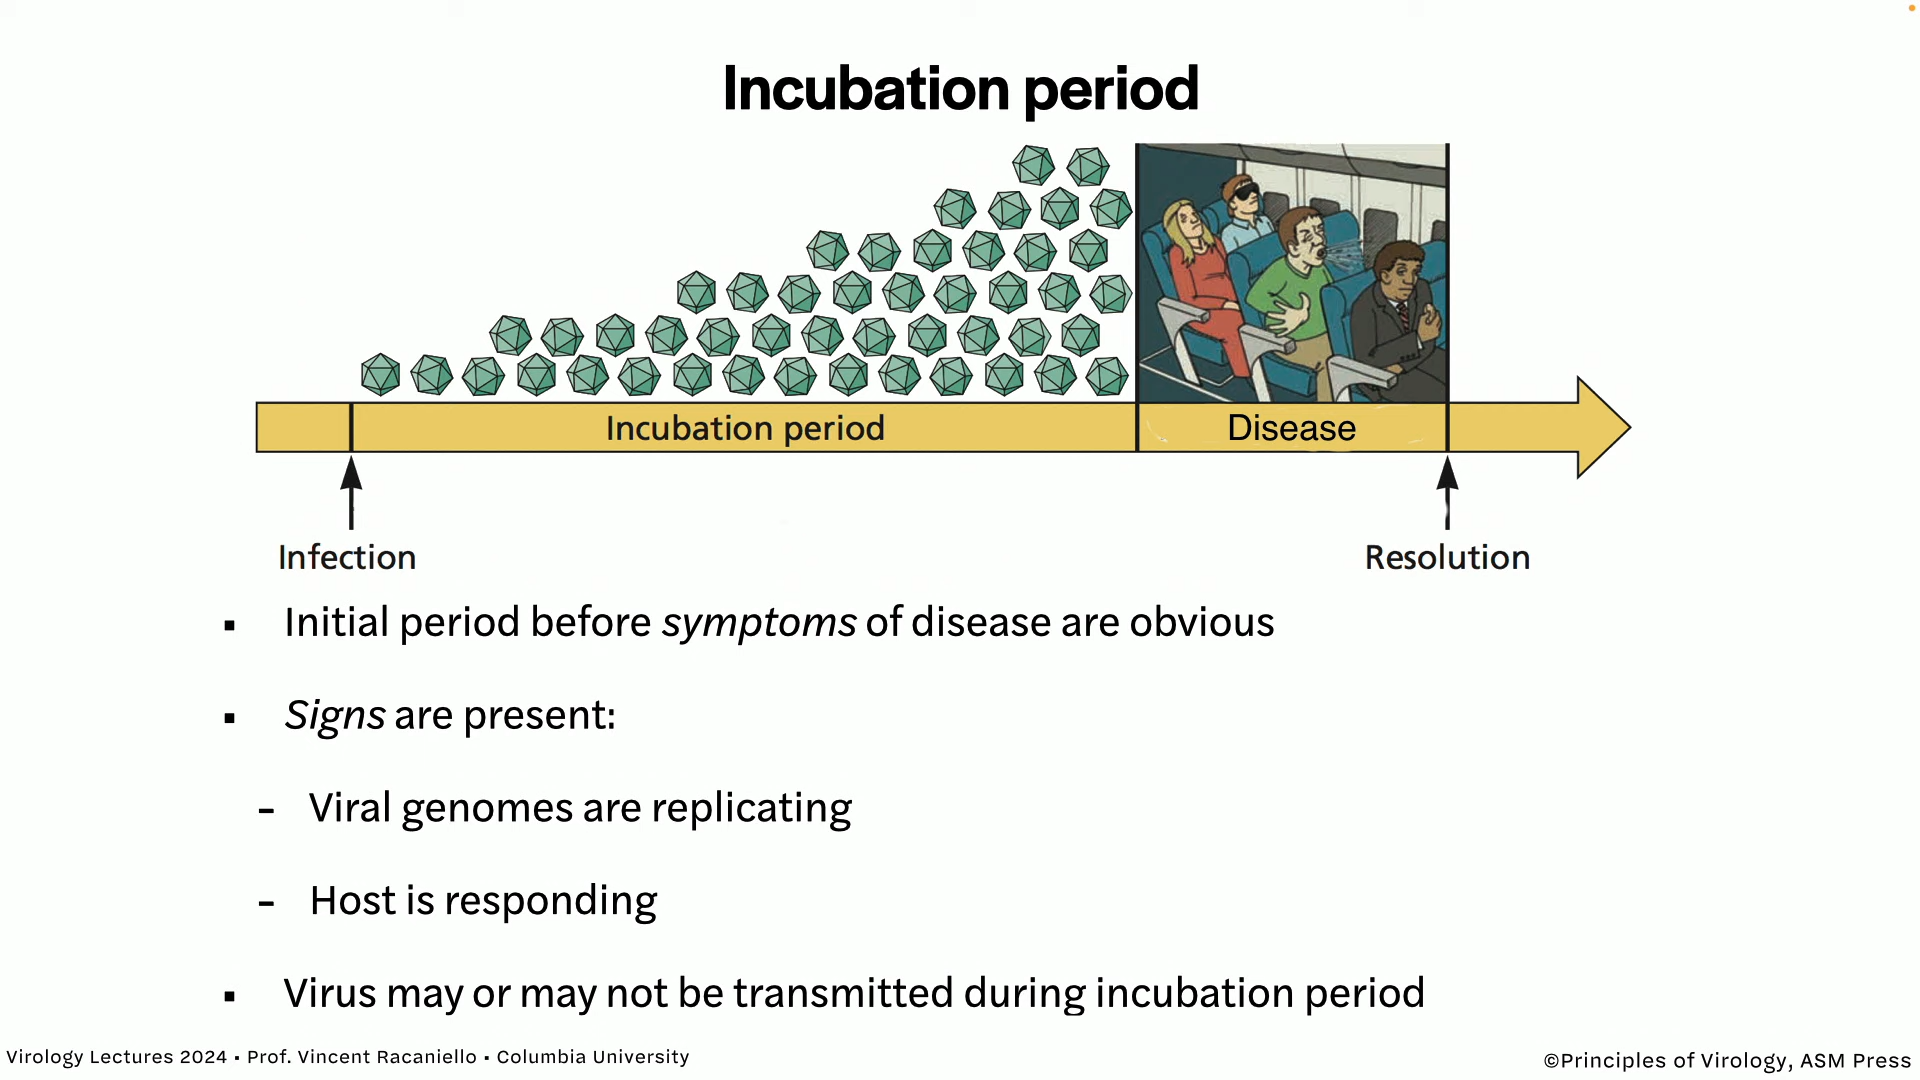 Incubation period
Incubation period
Disease
Infection
Resolution
▪ Initial period before symptoms of disease are obvious
▪ Signs are present:
- Viral genomes are replicating
- Host is responding
▪ Virus may or may not be transmitted during incubation period
Virology Lectures 2024 ▪ Prof. Vincent Racaniello ▪ Columbia University
©Principles of Virology, ASM Press